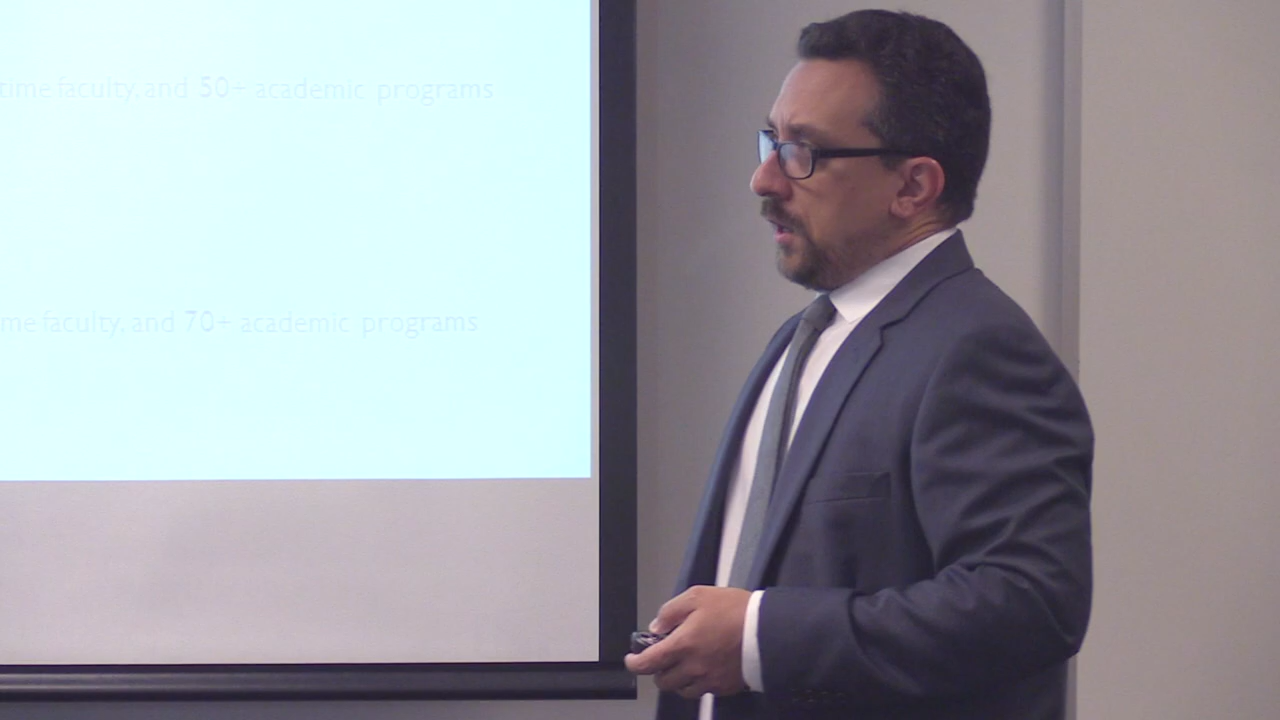 time faculty, and 50+ academic programs
me faculty, and 70+ academic programs